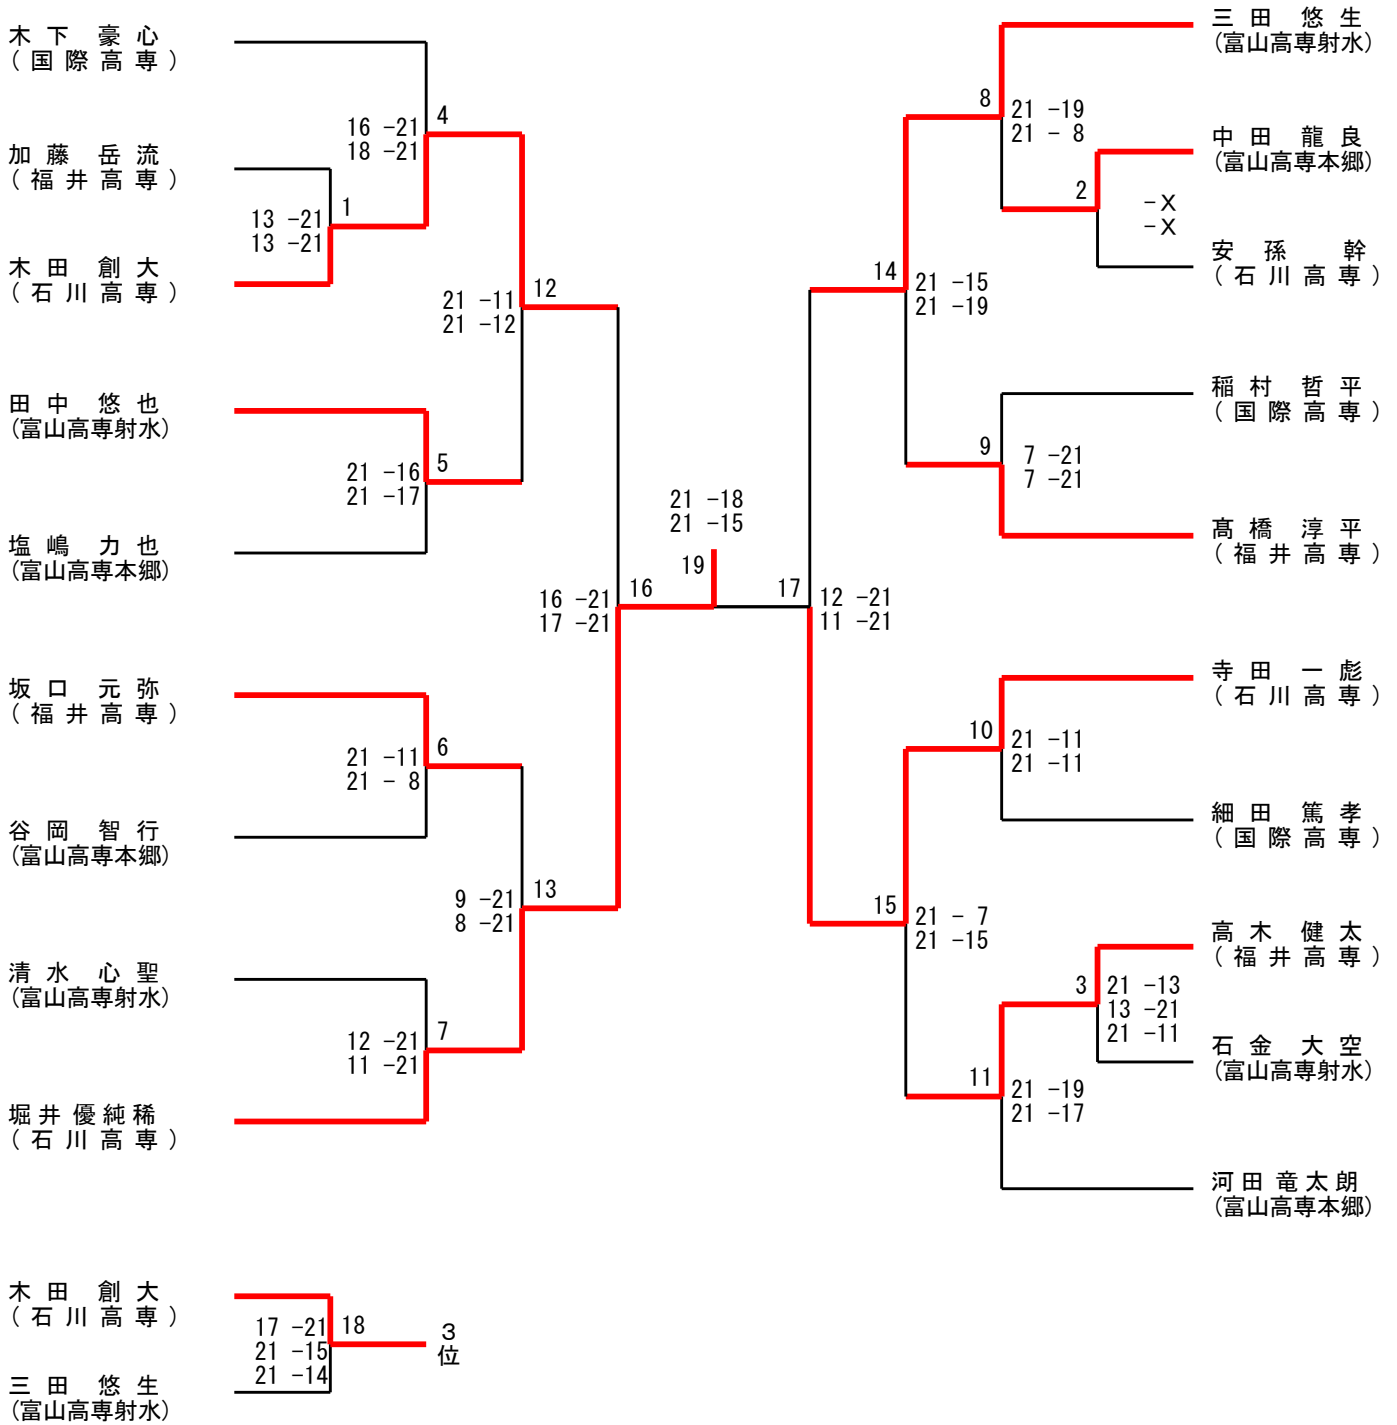 木下 豪心
(国際高専)
4
16 -21
18 -21
加藤 岳流
(福井高専)
1
13 -21
13 -21
木田 創大
(石川高専)
12
21 -11
21 -12
田中 悠也
(富山高専射水)
5
21 -16
21 -17
塩嶋 力也
(富山高専本郷)
16
16 -21
17 -21
坂口 元弥
(福井高専)
6
21 -11
21 - 8
谷岡 智行
(富山高専本郷)
13
9 -21
8 -21
清水 心聖
(富山高専射水)
7
12 -21
11 -21
堀井 優純稀
(石川高専)
21 -18
21 -15
19
三田 悠生
(富山高専射水)
8
21 -19
21 - 8
中田 龍良
(富山高専本郷)
2
-X
-X
安孫 幹
(石川高専)
14
21 -15
21 -19
稲村 哲平
(国際高専)
9
7 -21
7 -21
髙橋 淳平
(福井高専)
17
12 -21
11 -21
寺田 一彪
(石川高専)
10
21 -11
21 -11
細田 篤孝
(国際高専)
15
21 - 7
21 -15
高木 健太
(福井高専)
3
21 -13
13 -21
21 -11
石金 大空
(富山高専射水)
11
21 -19
21 -17
河田 竜太朗
(富山高専本郷)
木田 創大
(石川高専)
18
17 -21
21 -15
21 -14
3
位
三田 悠生
(富山高専射水)